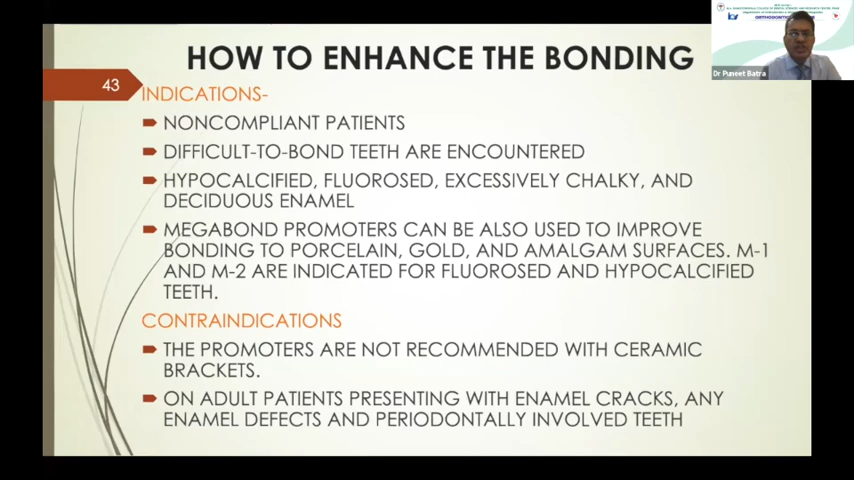 HOW TO ENHANCE THE BONDING
43
INDICATIONS-
NONCOMPLIANT PATIENTS
DIFFICULT-TO-BOND TEETH ARE ENCOUNTERED
HYPOCALCIFIED, FLUOROSED, EXCESSIVELY CHALKY, AND
DECIDUOUS ENAMEL
MEGABOND PROMOTERS CAN BE ALSO USED TO IMPROVE
BONDING TO PORCELAIN, GOLD, AND AMALGAM SURFACES. M-1
AND M-2 ARE INDICATED FOR FLUOROSED AND HYPOCALCIFIED
TEETH.
CONTRAINDICATIONS
THE PROMOTERS ARE NOT RECOMMENDED WITH CERAMIC
BRACKETS.
ON ADULT PATIENTS PRESENTING WITH ENAMEL CRACKS, ANY
ENAMEL DEFECTS AND PERIODONTALLY INVOLVED TEETH
Dr Puneet Batra